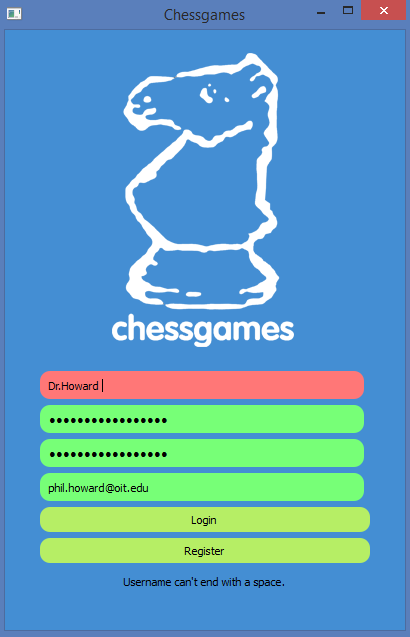 Chessgames
chessgames
Dr.Howard
●●●●●●●●●●●●●●●●●
●●●●●●●●●●●●●●●●●
phil.howard@oit.edu
Login
Register
Username can't end with a space.